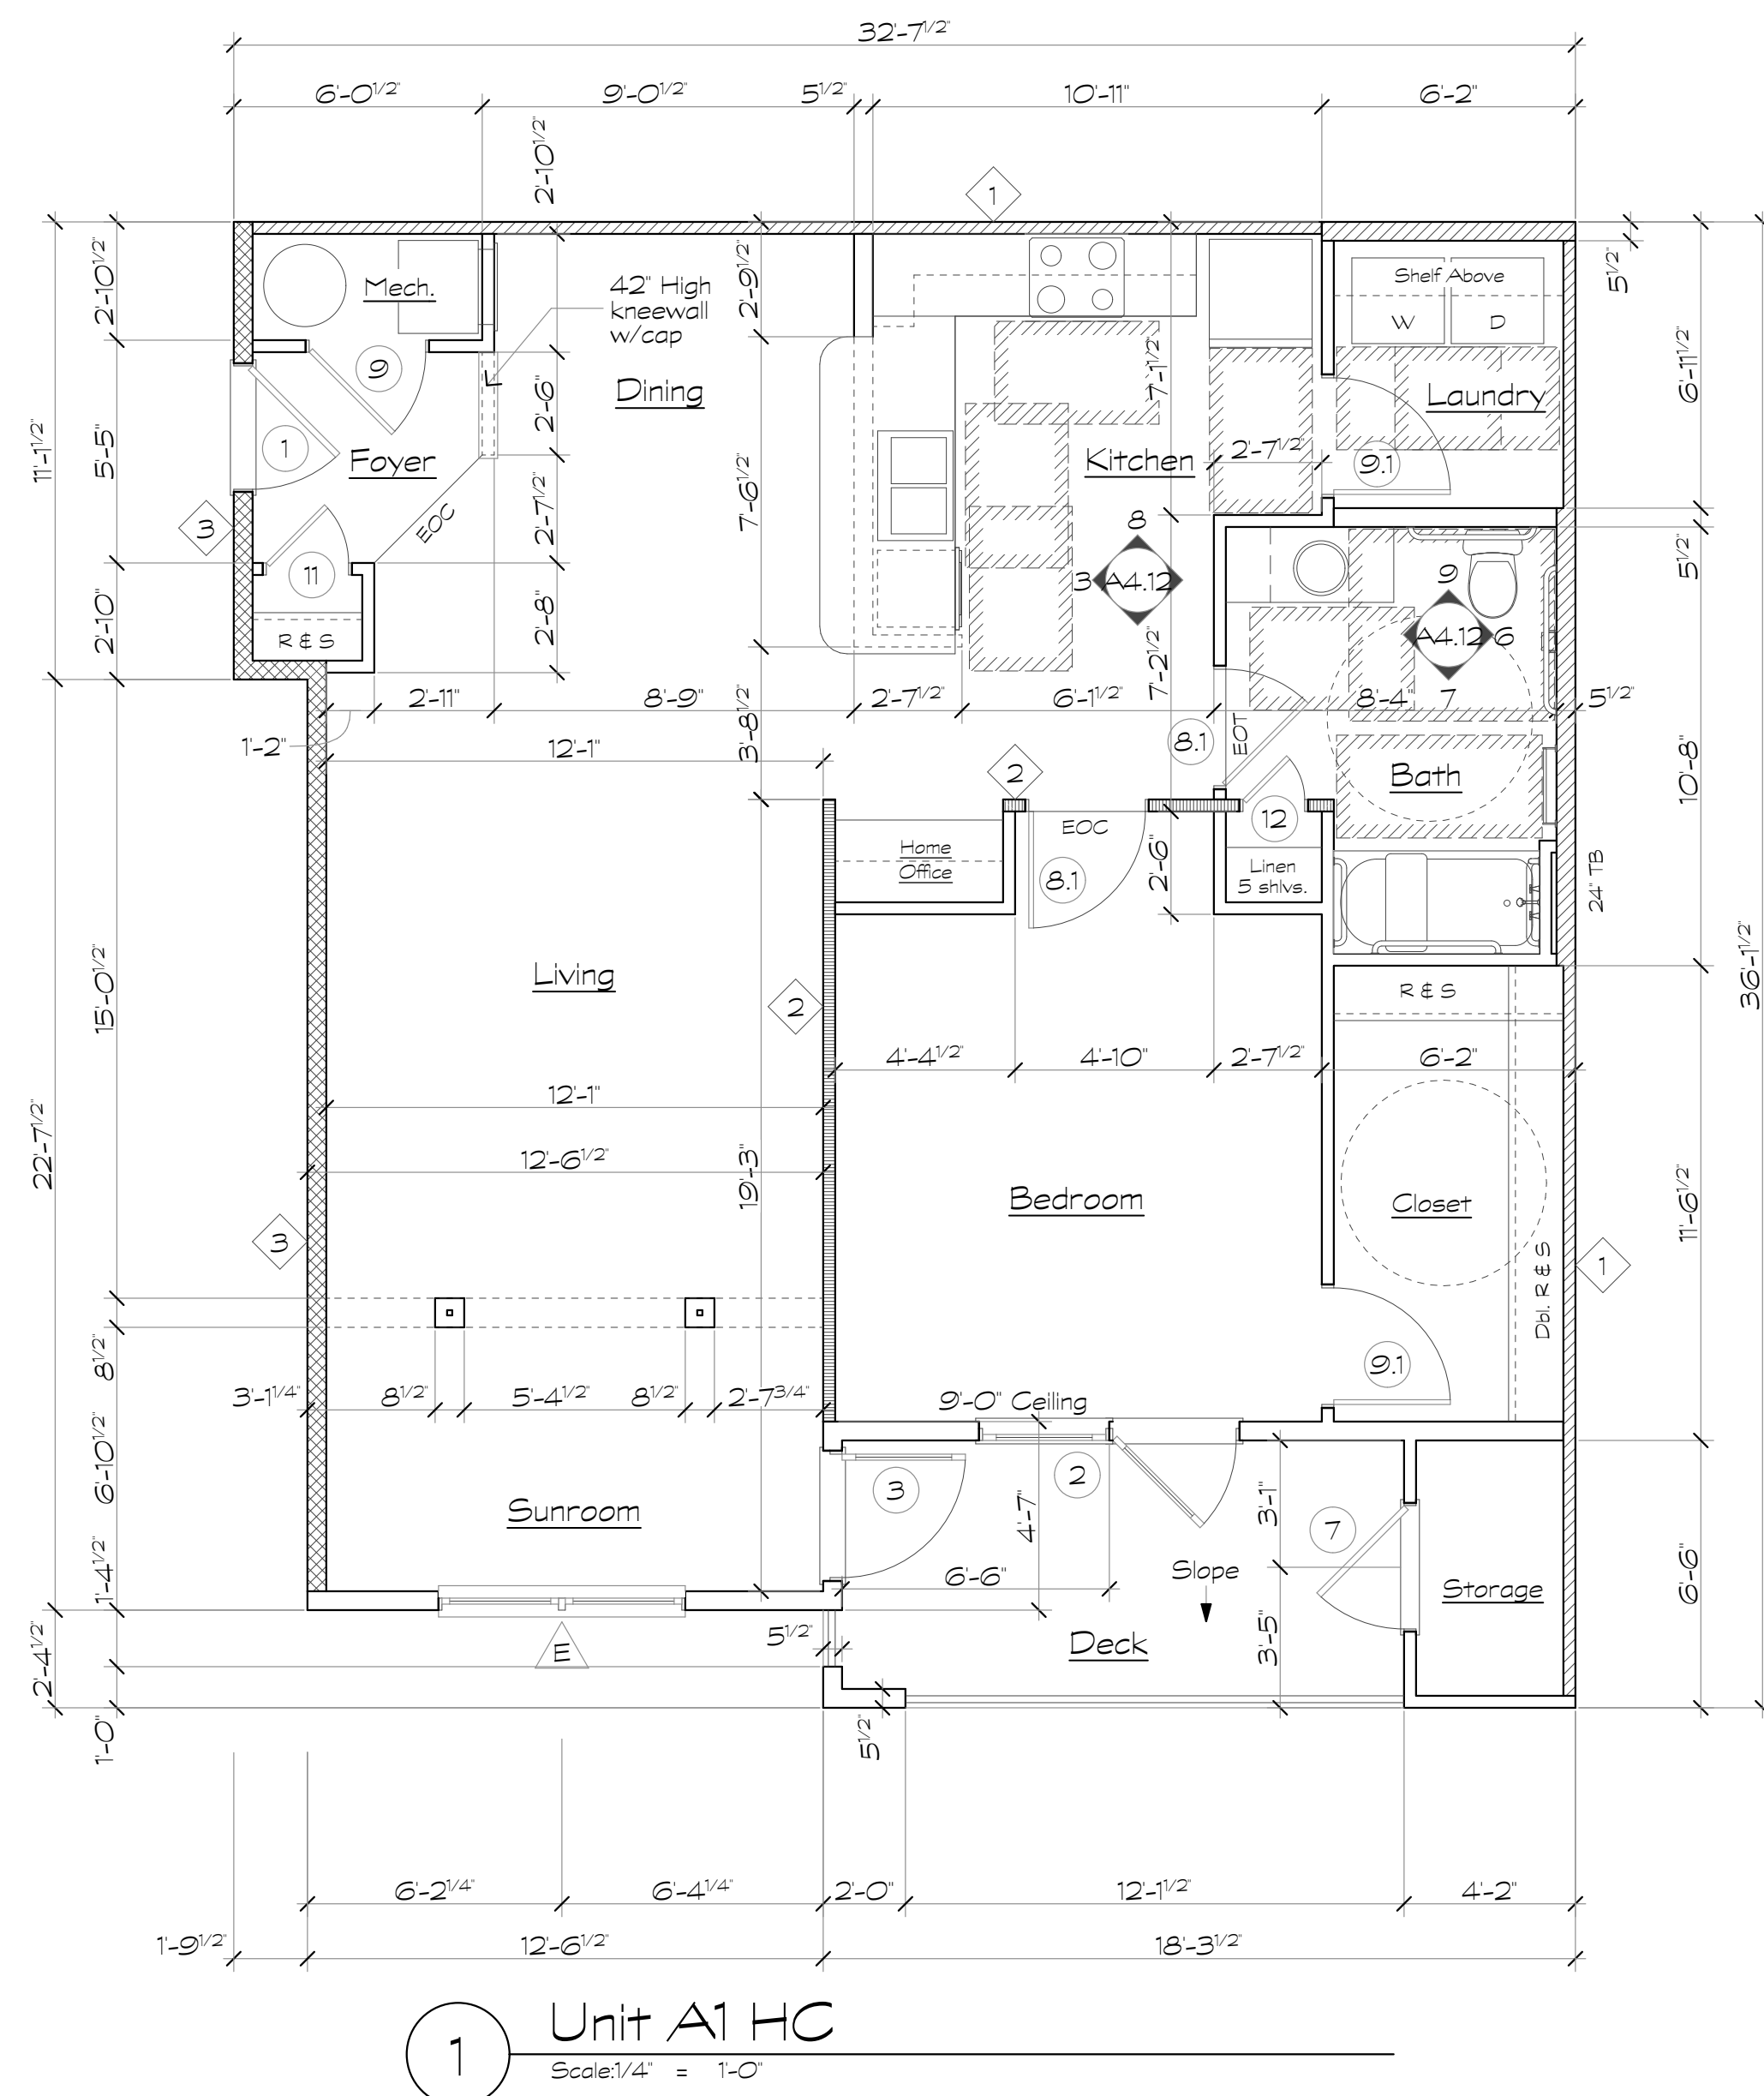 32'-7 1/2"
6'-0 1/2" 9'-0 1/2" 5 1/2" 10'-11" 6'-2"
2'-10 1/2"
1
2'-10 1/2"
Mech.
42" High
kneewall
w/cap
2'-9 1/2"
Shelf Above
W D
5 1/2"
9
Dining
2'-6"
7'-1 1/2"
Laundry
6'-11 1/2"
11'-1 1/2"
5'-5"
1
Foyer
Kitchen
2'-7 1/2"
9.1
3
EOC
2'-7 1/2"
7'-6 1/2"
8
3 A4.12
11
9
A4.12 6
7
5 1/2"
2'-10"
R & S
2'-8"
7'-2 1/2"
2'-11" 8'-9" 2'-7 1/2" 6'-1 1/2" 8'-4" 5 1/2"
1'-2"
12'-1"
3'-8 1/2"
8.1
EOT
2
Bath
10'-8"
12
EOC
Home
Office
8.1
2'-6"
Linen
5 shlvs.
24" TB
36'-1 1/2"
15'-0 1/2"
Living
2
R & S
4'-4 1/2" 4'-10" 2'-7 1/2" 6'-2"
12'-1"
22'-7 1/2"
12'-6 1/2"
19'-3"
Bedroom
Closet
11'-6 1/2"
3
Dbl. R & S
1
8 1/2"
9.1
3'-1 1/4" 8 1/2" 5'-4 1/2" 8 1/2" 2'-7 3/4"
9'-0" Ceiling
6'-10 1/2"
Sunroom
3
2
4'-7"
3'-1"
7
6'-6"
Slope
Storage
6'-6"
1'-4 1/2"
2'-4 1/2"
E
5 1/2"
Deck
3'-5"
1'-0"
5 1/2"
6'-2 1/4" 6'-4 1/4" 2'-0" 12'-1 1/2" 4'-2"
1'-9 1/2" 12'-6 1/2" 18'-3 1/2"
1
Unit A1 HC
Scale:1/4" = 1'-0"